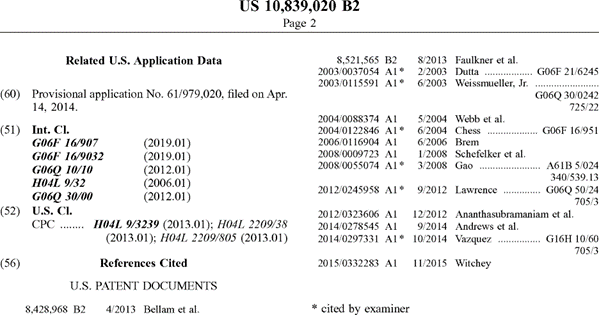 US 10,839,020 B2
Page 2
Related U.S. Application Data
(60) Provisional application No. 61/979,020, filed on Apr.
14, 2014.
(51) Int. Cl.
G06F 16/907 (2019.01)
G06F 16/9032 (2019.01)
G06Q 10/10 (2012.01)
H04L 9/32 (2006.01)
G06Q 30/00 (2012.01)
(52) U.S. Cl.
CPC ........ H04L 9/3239 (2013.01); H04L 2209/38
(2013.01); H04L 2209/805 (2013.01)
(56) References Cited
U.S. PATENT DOCUMENTS
8,428,968 B2 4/2013 Bellam et al.
8,521,565 B2 8/2013 Faulkner et al.
2003/0037054 A1* 2/2003 Dutta .................. G06F 21/6245
2003/0115591 A1* 6/2003 Weissmueller, Jr. ........................
G06Q 30/0242
725/22
2004/0088374 A1 5/2004 Webb et al.
2004/0122846 A1* 6/2004 Chess .................. G06F 16/951
2006/0116904 A1 6/2006 Brem
2008/0009723 A1 1/2008 Schefelker et al.
2008/0055074 A1* 3/2008 Gao ...................... A61B 5/024
340/539.13
2012/0245958 A1* 9/2012 Lawrence ............. G06Q 50/24
705/3
2012/0323606 A1 12/2012 Ananthasubramaniam et al.
2014/0278545 A1 9/2014 Andrews et al.
2014/0297331 A1* 10/2014 Vazquez ............... G16H 10/60
705/3
2015/0332283 A1 11/2015 Witchey
* cited by examiner